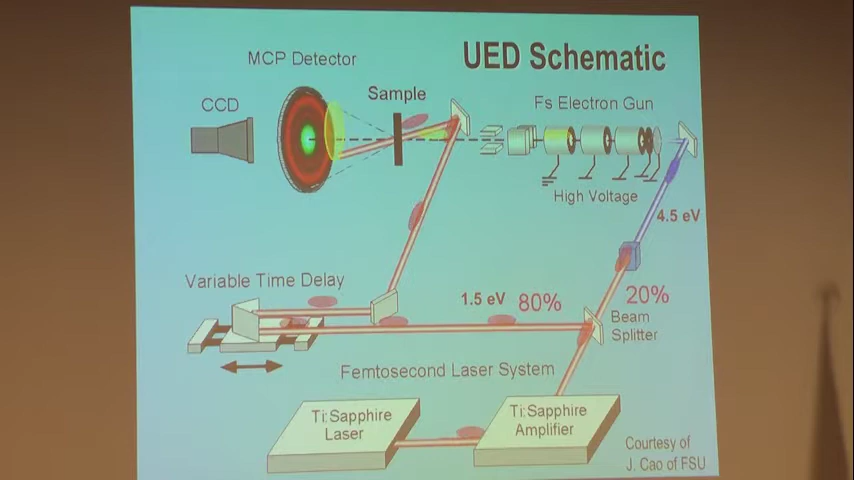 UED Schematic
MCP Detector
CCD
Sample
Fs Electron Gun
High Voltage
4.5 eV
Variable Time Delay
1.5 eV 80%
20%
Beam
Splitter
Femtosecond Laser System
Ti:Sapphire
Laser
Ti:Sapphire
Amplifier
Courtesy of
J. Cao of FSU